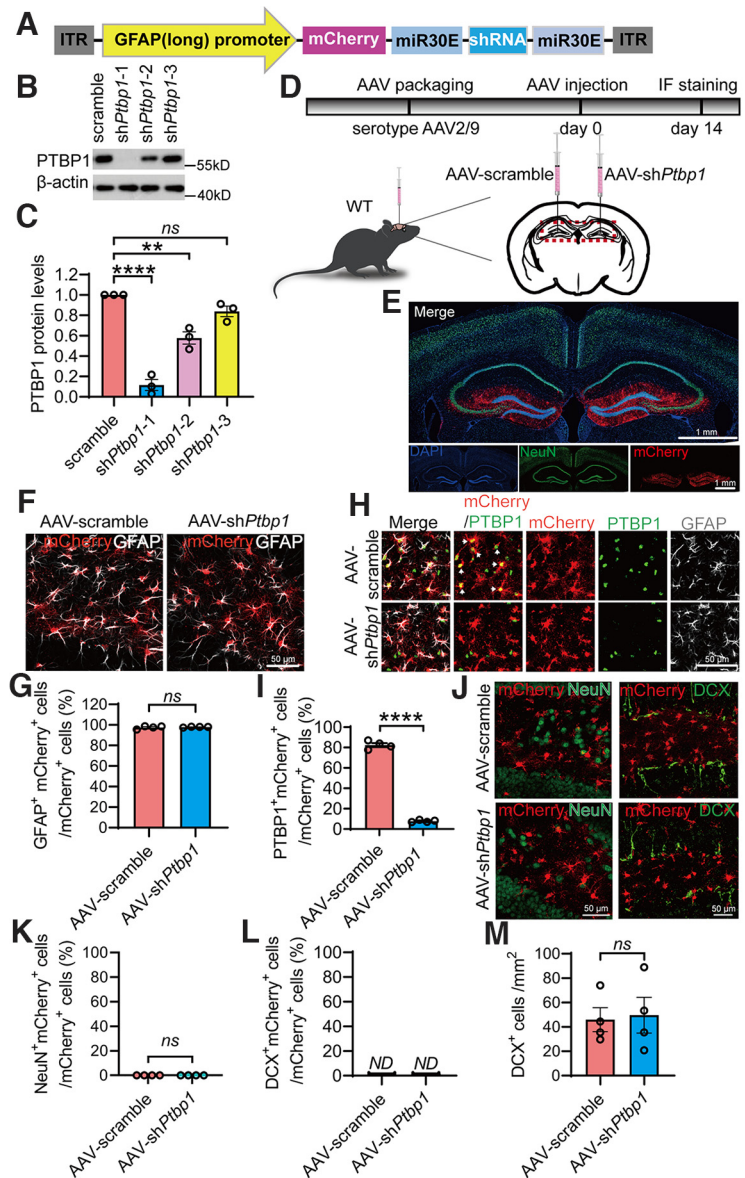 A
ITR
GFAP(long) promoter
mCherry
miR30E
shRNA
miR30E
ITR
B
scramble
shPtbp1-1
shPtbp1-2
shPtbp1-3
PTBP1
55kD
β-actin
40kD
C
ns
**
****
PTBP1 protein levels
1.2
1.0
0.8
0.6
0.4
0.2
0.0
scramble
shPtbp1-1
shPtbp1-2
shPtbp1-3
D
AAV packaging
AAV injection
IF staining
serotype AAV2/9
day 0
day 14
AAV-scramble
AAV-shPtbp1
WT
E
Merge
1 mm
DAPI
NeuN
mCherry
1 mm
F
AAV-scramble
AAV-shPtbp1
mCherry GFAP
mCherry GFAP
50 μm
G
GFAP+ mCherry+ cells
/mCherry+ cells (%)
ns
120
100
80
60
40
20
0
AAV-scramble
AAV-shPtbp1
H
Merge
mCherry
/PTBP1
mCherry
PTBP1
GFAP
AAV-
scramble
AAV-
shPtbp1
50 μm
I
PTBP1+mCherry+ cells
/mCherry+ cells (%)
****
100
80
60
40
20
0
AAV-scramble
AAV-shPtbp1
J
AAV-scramble
mCherry NeuN
mCherry DCX
AAV-shPtbp1
mCherry NeuN
mCherry DCX
50 μm
50 μm
K
NeuN+mCherry+ cells
/mCherry+ cells (%)
100
80
60
40
20
0
ns
AAV-scramble
AAV-shPtbp1
L
DCX+mCherry+ cells
/mCherry+ cells (%)
100
80
60
40
20
0
ND
ND
AAV-scramble
AAV-shPtbp1
M
DCX+ cells /mm2
ns
100
80
60
40
20
0
AAV-scramble
AAV-shPtbp1